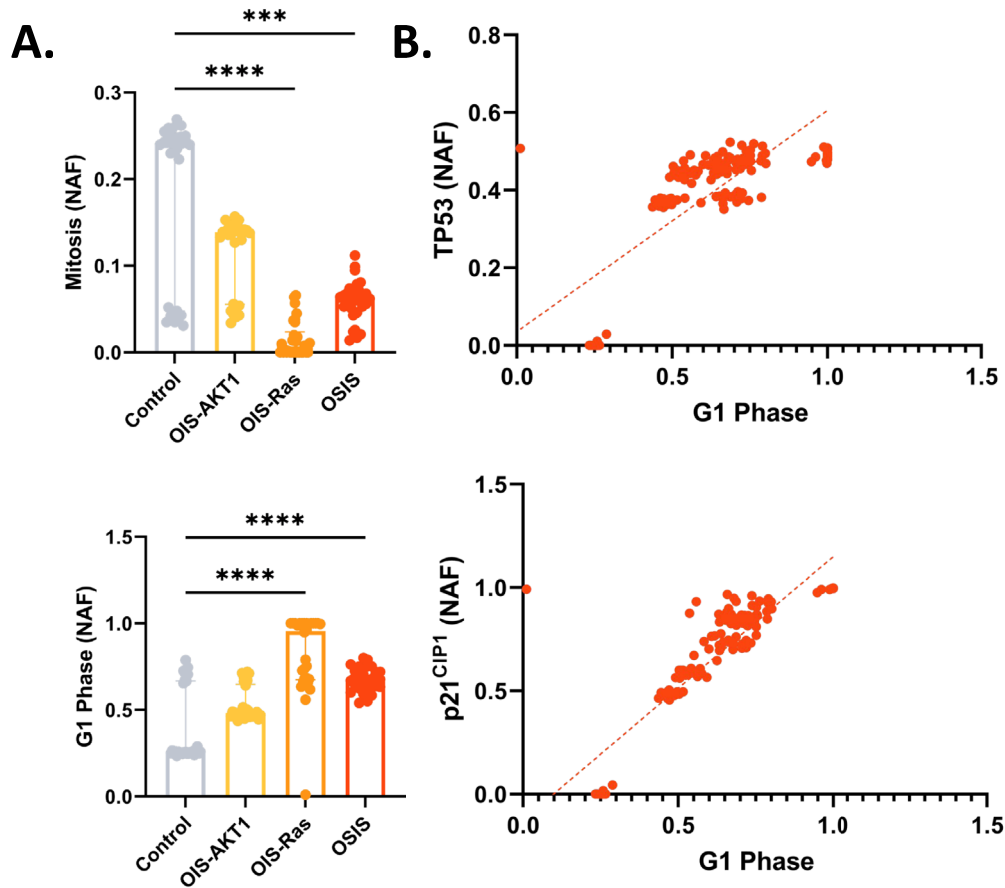 A.
***
****
0.3
0.2
0.1
0.0
Mitosis (NAF)
Control
OIS-AKT1
OIS-Ras
OSIS
B.
0.8
0.6
0.4
0.2
0.0
TP53 (NAF)
0.0 0.5 1.0 1.5
G1 Phase
****
****
1.5
1.0
0.5
0.0
G1 Phase (NAF)
Control
OIS-AKT1
OIS-Ras
OSIS
1.5
1.0
0.5
0.0
p21CIP1 (NAF)
0.0 0.5 1.0 1.5
G1 Phase